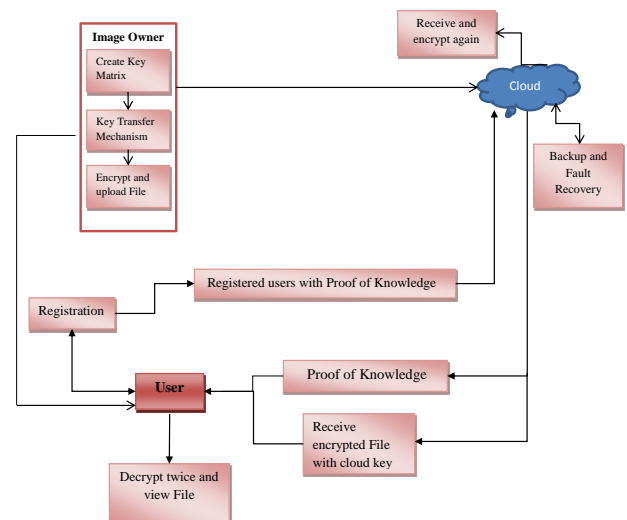 Image Owner
Create Key
Matrix
Key Transfer
Mechanism
Encrypt and
upload File
Receive and
encrypt again
Cloud
Backup and
Fault
Recovery
Registered users with Proof of Knowledge
Registration
User
Proof of Knowledge
Receive
encrypted File
with cloud key
Decrypt twice and
view File